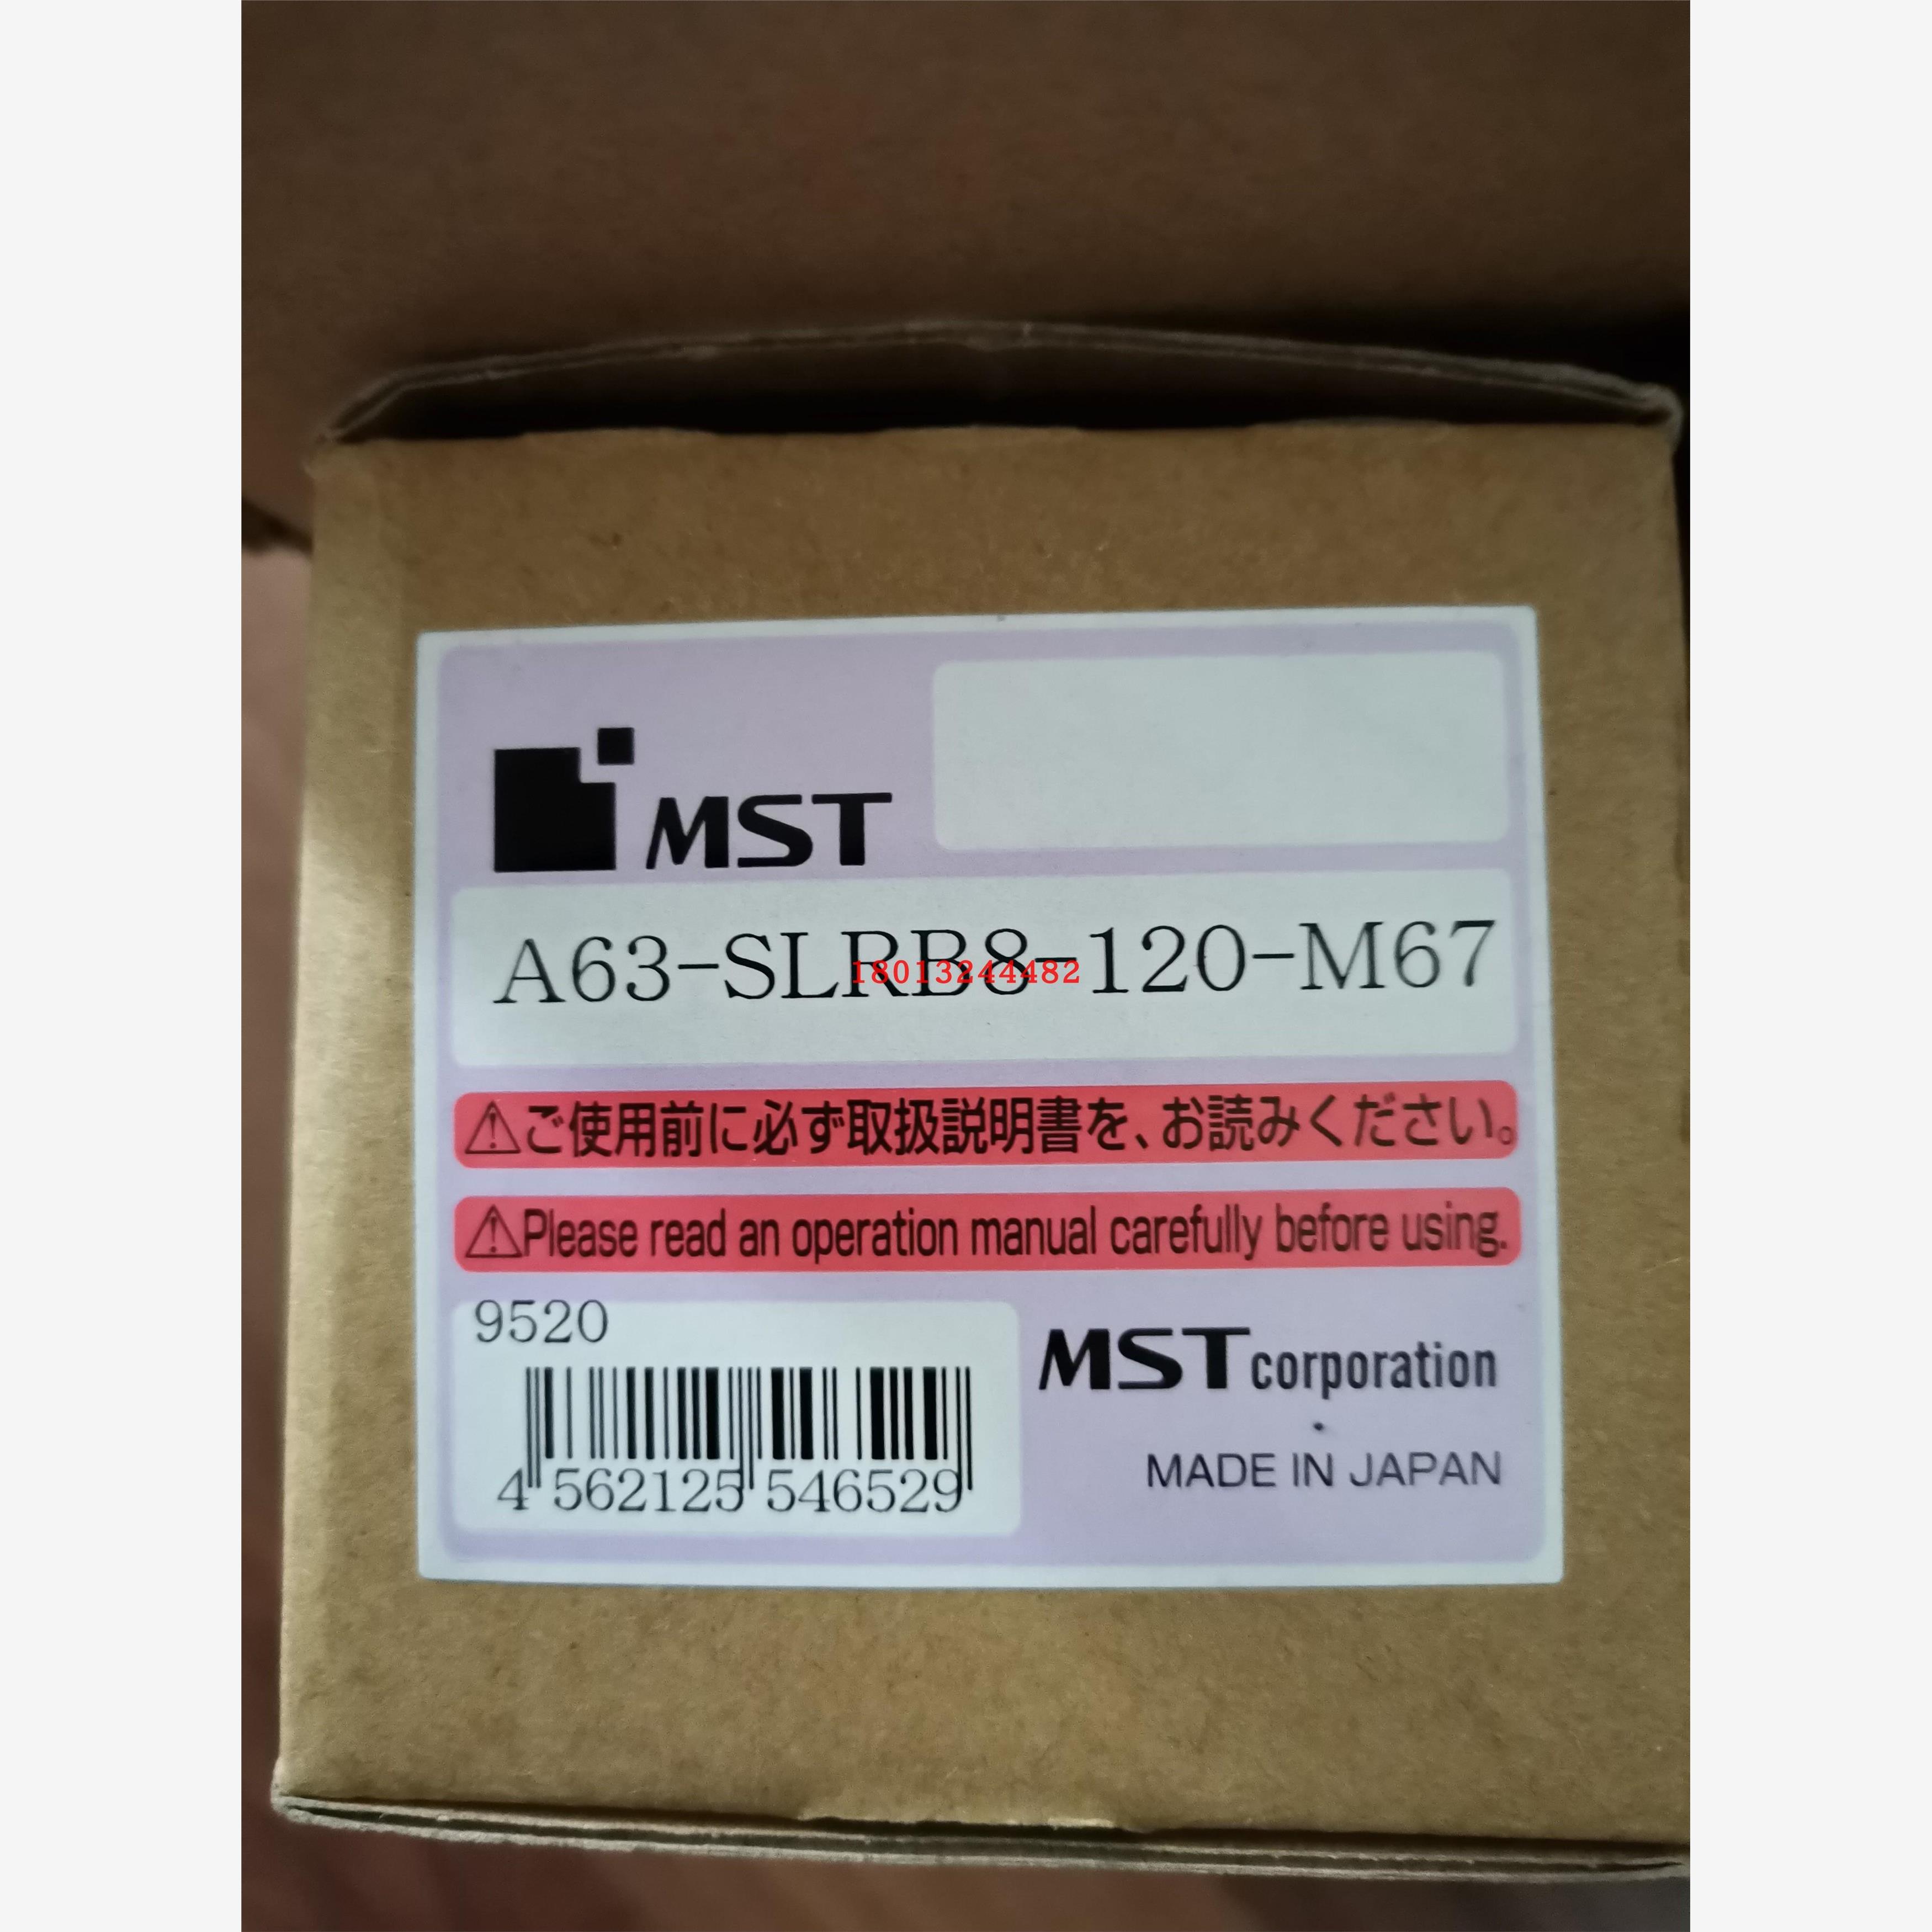 MST
A63-SLRB8-120-M67
18013244482
⚠ご使用前に必ず取扱説明書を、お読みください。
⚠Please read an operation manual carefully before using.
9520
4 562125 546529
MST corporation
MADE IN JAPAN